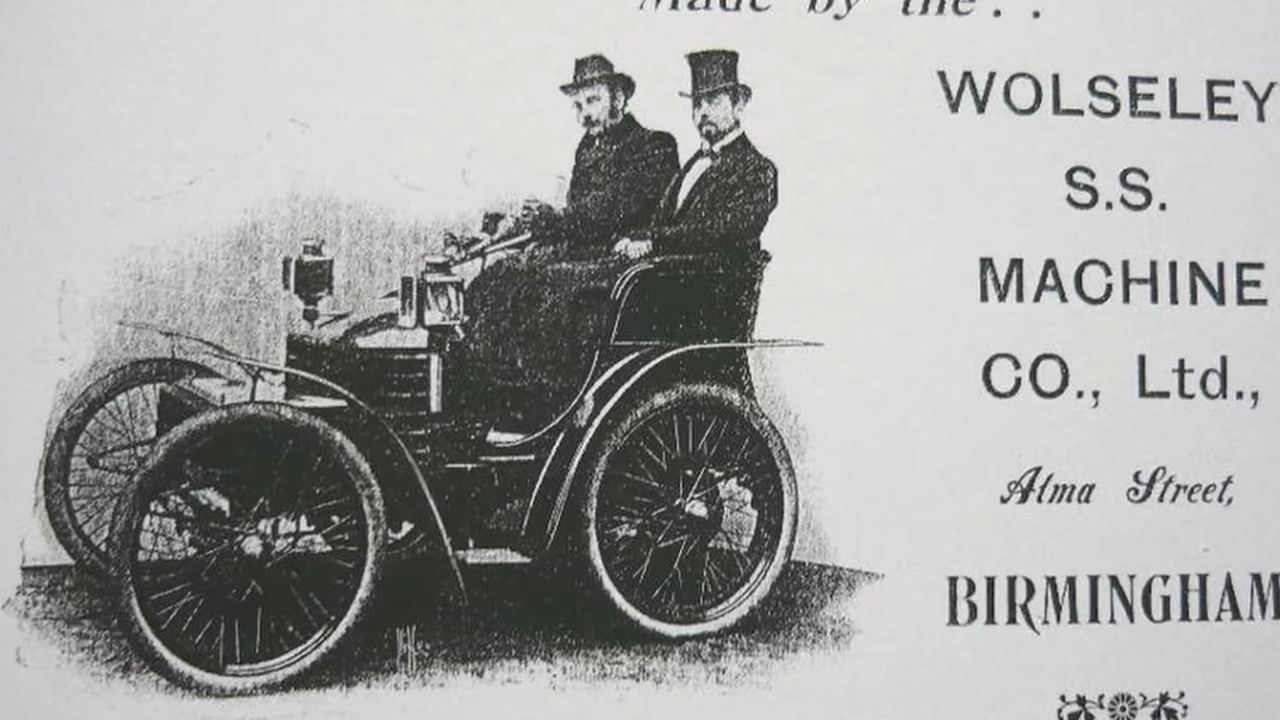 Made by the . .
WOLSELEY
S.S.
MACHINE
CO., Ltd.,
Alma Street,
BIRMINGHAM